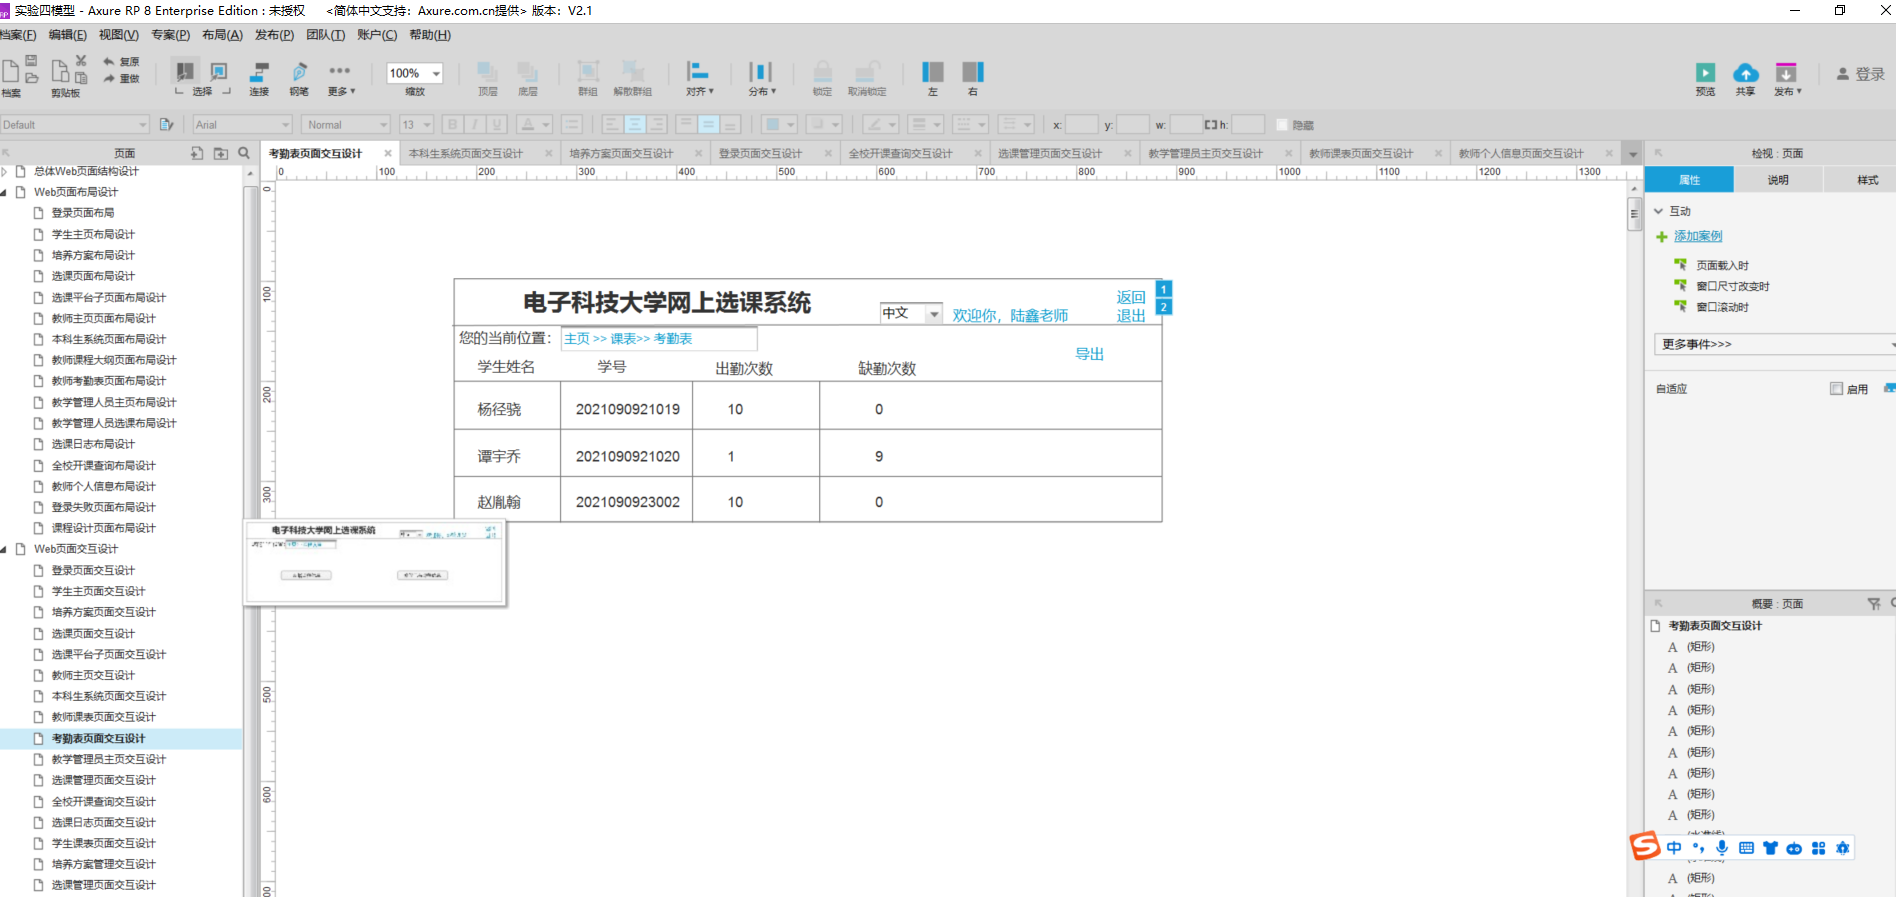 实验四模型 - Axure RP 8 Enterprise Edition : 未授权 <简体中文支持：Axure.com.cn提供> 版本：V2.1
档案(F) 编辑(E) 视图(V) 专案(P) 布局(A) 发布(P) 团队(T) 账户(C) 帮助(H)
复原
重做
档案 剪贴板 选择 连接 钢笔 更多 100% 缩放 顶层 底层 群组 解散群组 对齐 分布 锁定 取消锁定 左 右 预览 共享 发布 登录
Default Arial Normal 13 B I U A x: y: w: h: 隐藏
页面
总体Web页面结构设计
Web页面布局设计
登录页面布局
学生主页布局设计
培养方案布局设计
选课页面布局设计
选课平台子页面布局设计
教师主页页面布局设计
本科生系统页面布局设计
教师课程大纲页面布局设计
教师考勤表页面布局设计
教学管理人员主页布局设计
教学管理人员选课布局设计
选课日志布局设计
全校开课查询布局设计
教师个人信息布局设计
登录失败页面布局设计
课程设计页面布局设计
Web页面交互设计
登录页面交互设计
学生主页面交互设计
培养方案页面交互设计
选课页面交互设计
选课平台子页面交互设计
教师主页交互设计
本科生系统页面交互设计
教师课表页面交互设计
考勤表页面交互设计
教学管理员主页交互设计
选课管理页面交互设计
全校开课查询交互设计
选课日志页面交互设计
学生课表页面交互设计
培养方案管理交互设计
选课管理页面交互设计
考勤表页面交互设计 本科生系统页面交互设计 培养方案页面交互设计 登录页面交互设计 全校开课查询交互设计 选课管理页面交互设计 教学管理员主页交互设计 教师课表页面交互设计 教师个人信息页面交互设计
0 100 200 300 400 500 600 700 800 900 1000 1100 1200 1300
0
100
200
300
500
600
电子科技大学网上选课系统
中文 欢迎你，陆鑫老师
返回
退出
1
2
您的当前位置： 主页 >> 课表>> 考勤表
导出
学生姓名 学号 出勤次数 缺勤次数
杨径骁 2021090921019 10 0
谭宇乔 2021090921020 1 9
赵胤翰 2021090923002 10 0
电子科技大学网上选课系统
检视 : 页面
属性 说明 样式
互动
添加案例
页面载入时
窗口尺寸改变时
窗口滚动时
更多事件>>>
自适应 启用
概要 : 页面
考勤表页面交互设计
A (矩形)
A (矩形)
A (矩形)
A (矩形)
A (矩形)
A (矩形)
A (矩形)
A (矩形)
A (矩形)
中
A (矩形)